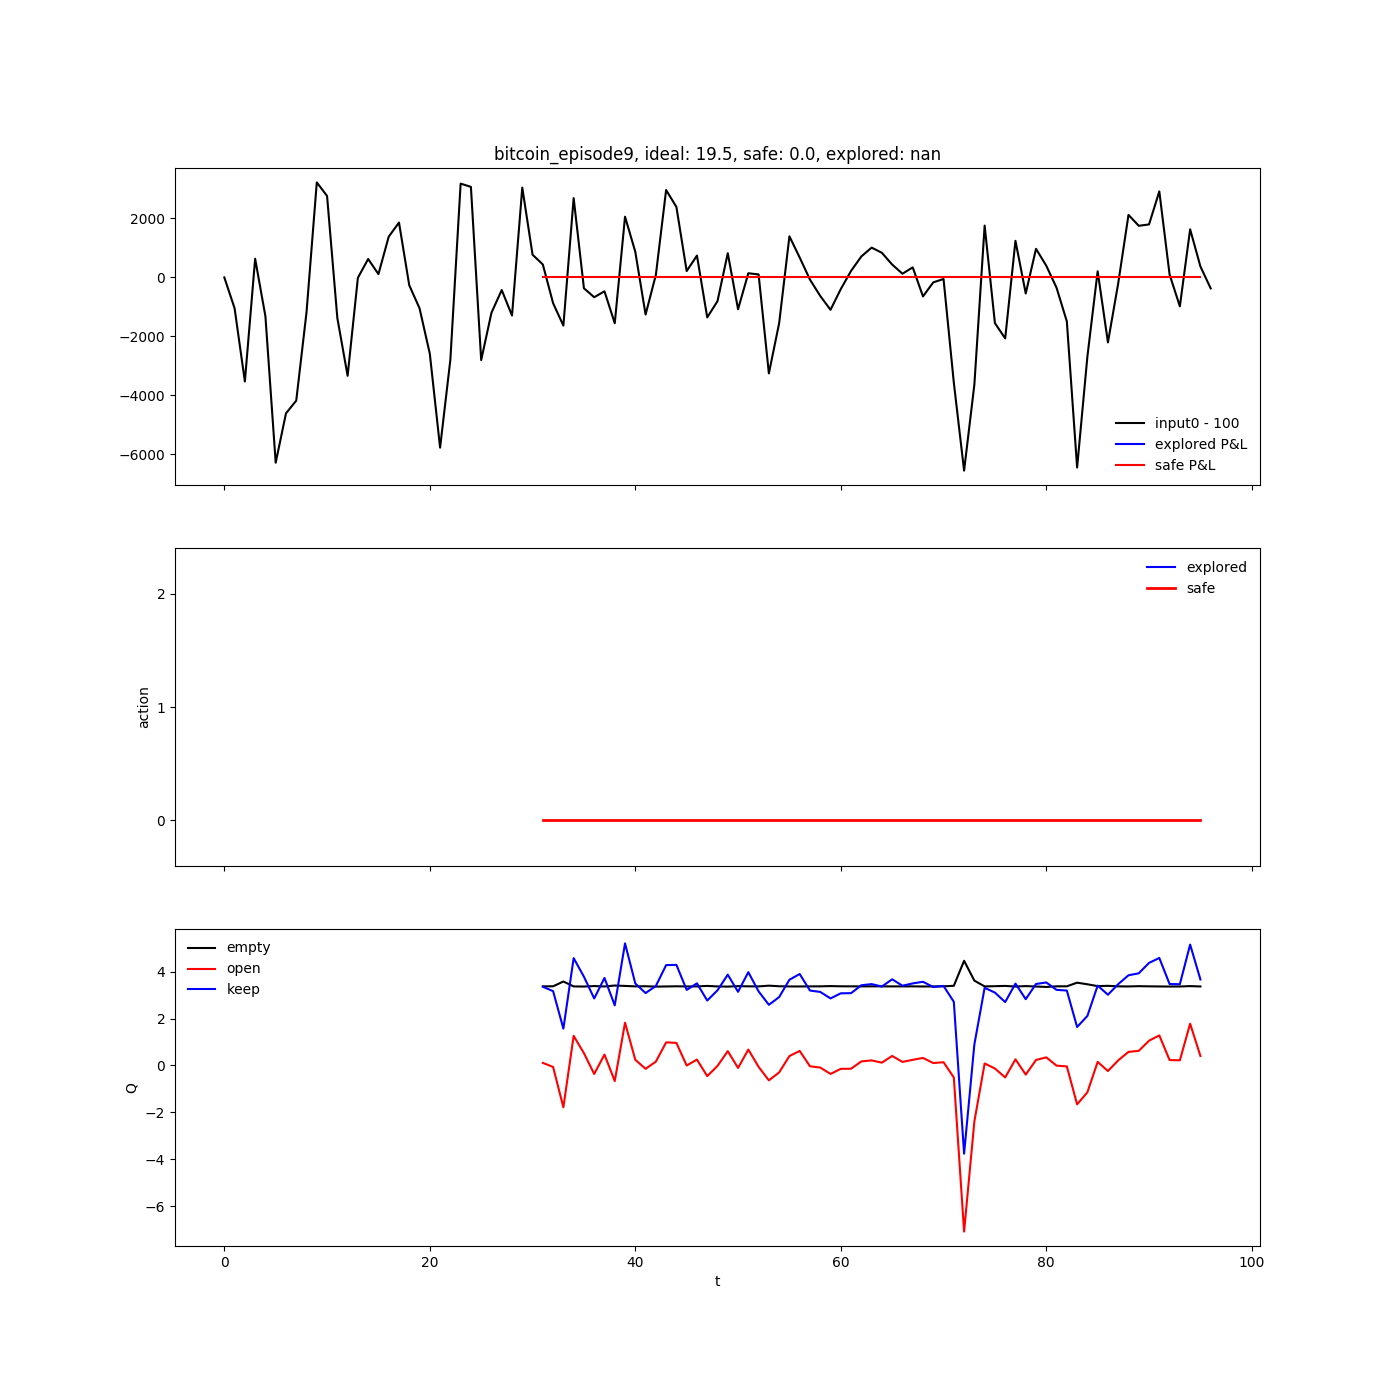 bitcoin_episode9, ideal: 19.5, safe: 0.0, explored: nan
2000
0
−2000
−4000
−6000
input0 - 100
explored P&L
safe P&L
2
1
0
action
explored
safe
4
2
0
−2
−4
−6
Q
empty
open
keep
0 20 40 60 80 100
t